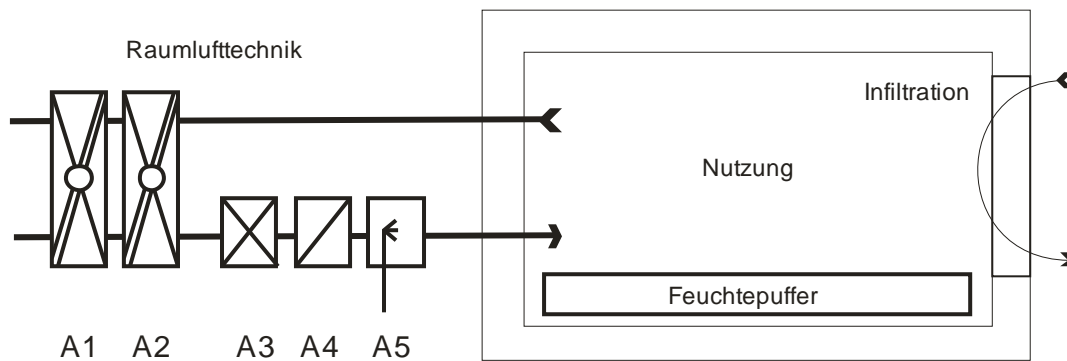 Raumlufttechnik
Infiltration
Nutzung
Feuchtepuffer
A1 A2 A3 A4 A5